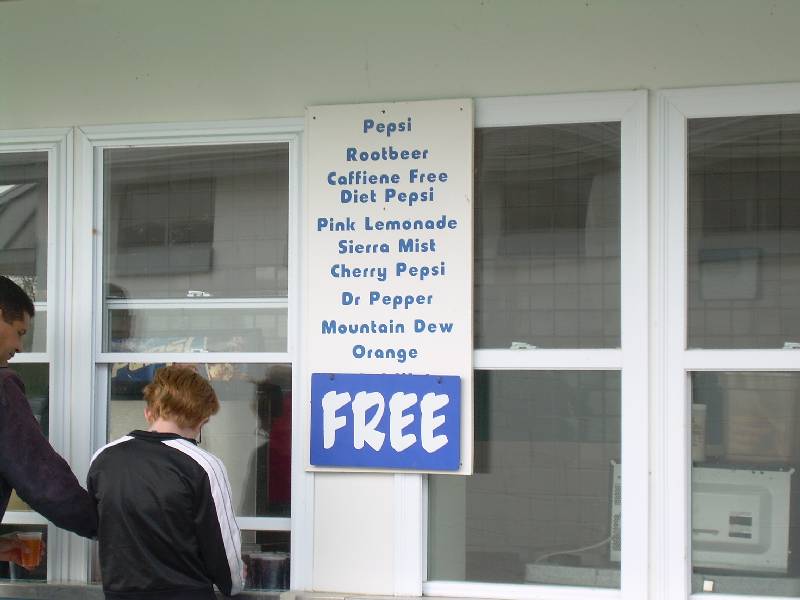 Pepsi
Rootbeer
Caffiene Free
Diet Pepsi
Pink Lemonade
Sierra Mist
Cherry Pepsi
Dr Pepper
Mountain Dew
Orange
FREE